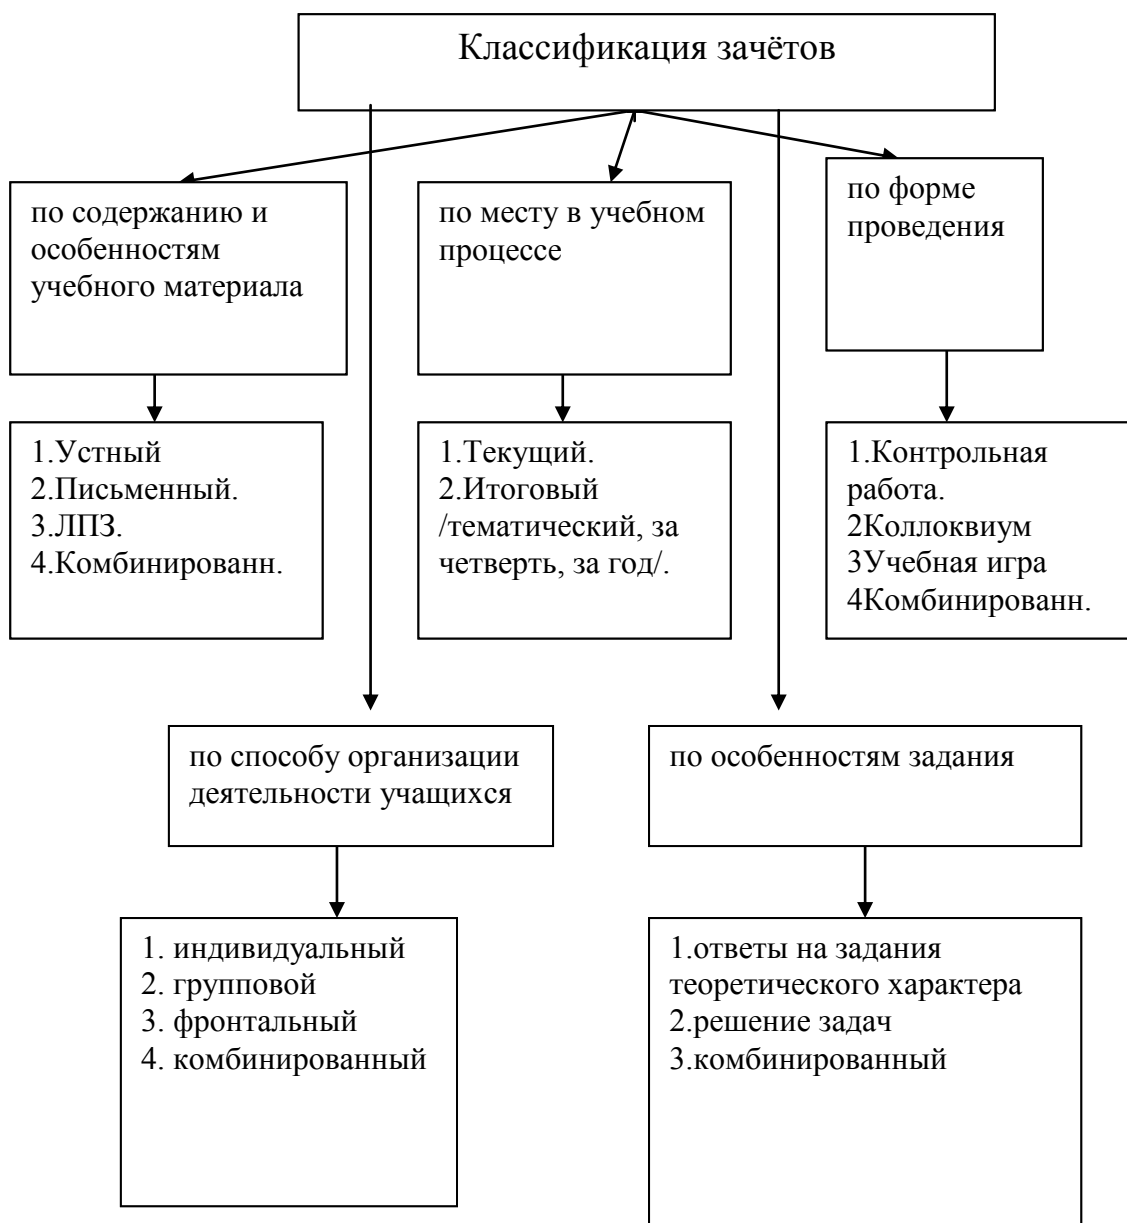 Классификация зачётов
по содержанию и
особенностям
учебного материала
по месту в учебном
процессе
по форме
проведения
1.Устный
2.Письменный.
3.ЛПЗ.
4.Комбинированн.
1.Текущий.
2.Итоговый
/тематический, за
четверть, за год/.
1.Контрольная
работа.
2Коллоквиум
3Учебная игра
4Комбинированн.
по способу организации
деятельности учащихся
по особенностям задания
1. индивидуальный
2. групповой
3. фронтальный
4. комбинированный
1.ответы на задания
теоретического характера
2.решение задач
3.комбинированный